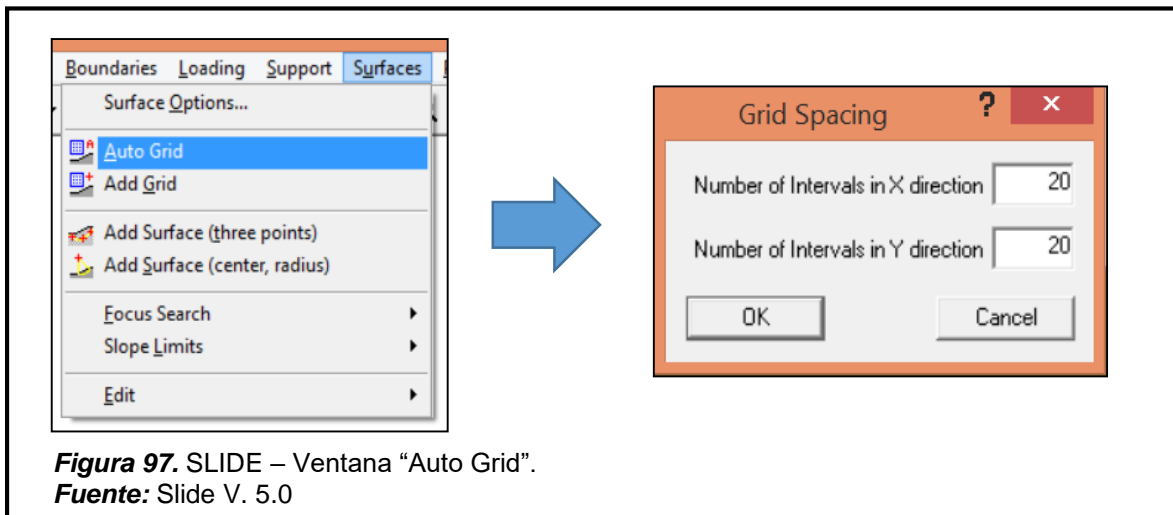 Boundaries Loading Support Surfaces
Surface Options...
Auto Grid
Add Grid
Add Surface (three points)
Add Surface (center, radius)
Focus Search
Slope Limits
Edit
Grid Spacing ? x
Number of Intervals in X direction 20
Number of Intervals in Y direction 20
OK Cancel
Figura 97. SLIDE – Ventana “Auto Grid”.
Fuente: Slide V. 5.0